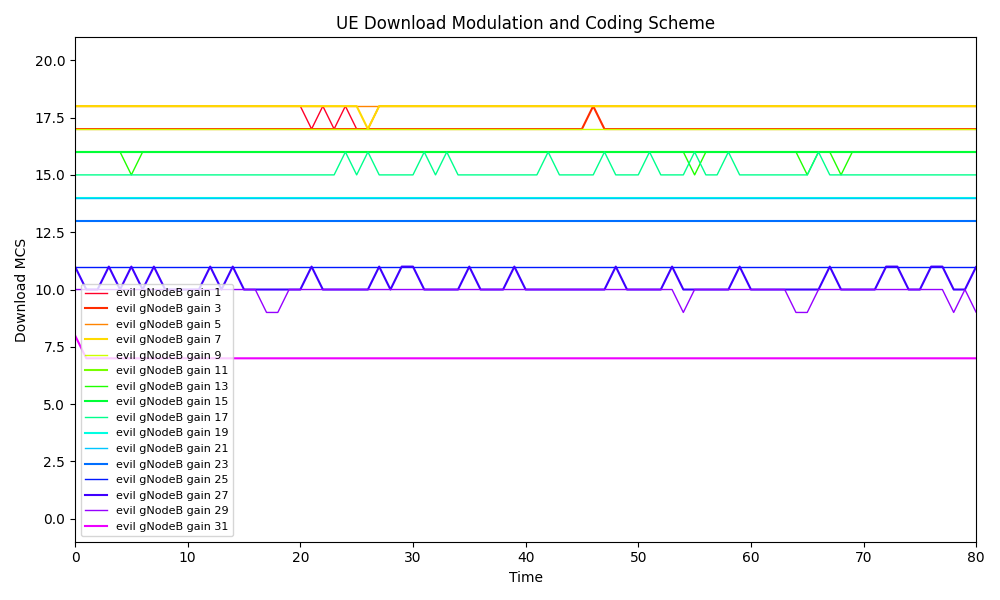 UE Download Modulation and Coding Scheme
20.0
17.5
15.0
12.5
10.0
7.5
5.0
2.5
0.0
Download MCS
evil gNodeB gain 1
evil gNodeB gain 3
evil gNodeB gain 5
evil gNodeB gain 7
evil gNodeB gain 9
evil gNodeB gain 11
evil gNodeB gain 13
evil gNodeB gain 15
evil gNodeB gain 17
evil gNodeB gain 19
evil gNodeB gain 21
evil gNodeB gain 23
evil gNodeB gain 25
evil gNodeB gain 27
evil gNodeB gain 29
evil gNodeB gain 31
0 10 20 30 40 50 60 70 80
Time